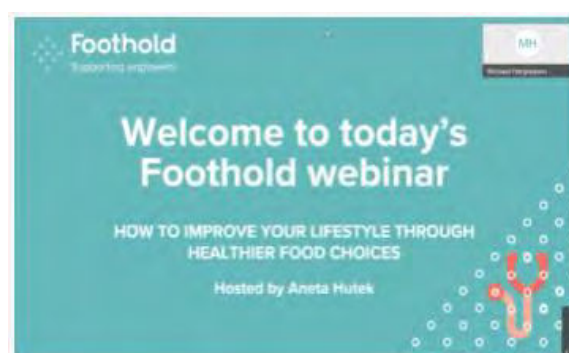 Foothold
Supporting engineers
MH
Welcome to today's
Foothold webinar
HOW TO IMPROVE YOUR LIFESTYLE THROUGH
HEALTHIER FOOD CHOICES
Hosted by Aneta Hutek